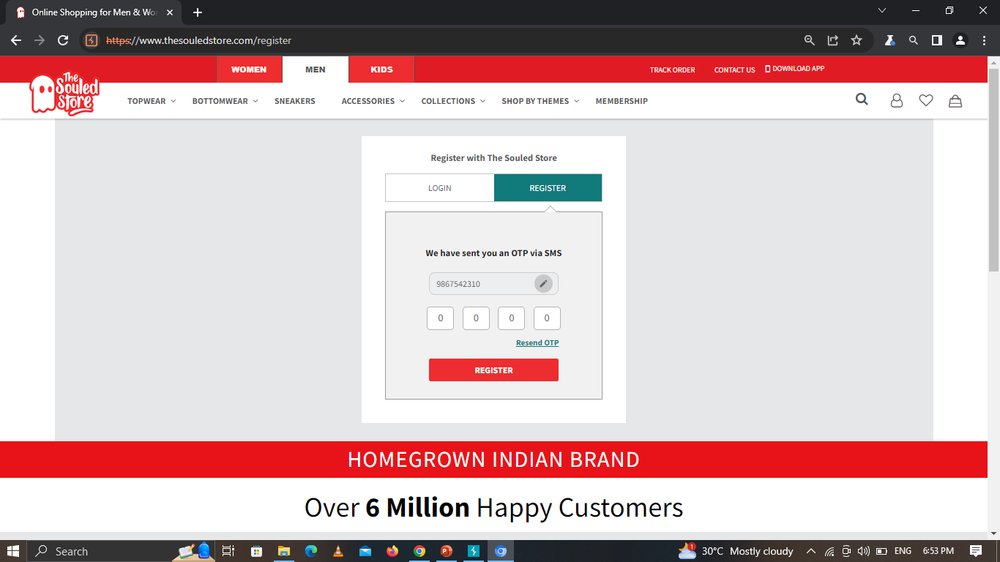 Online Shopping for Men & Wo
https://www.thesouledstore.com/register
WOMEN
MEN
KIDS
TRACK ORDER
CONTACT US
DOWNLOAD APP
The
Souled
Store
TOPWEAR
BOTTOMWEAR
SNEAKERS
ACCESSORIES
COLLECTIONS
SHOP BY THEMES
MEMBERSHIP
Register with The Souled Store
LOGIN
REGISTER
We have sent you an OTP via SMS
9867542310
0 0 0 0
Resend OTP
REGISTER
HOMEGROWN INDIAN BRAND
Over 6 Million Happy Customers
Search
1
30°C Mostly cloudy
ENG
6:53 PM